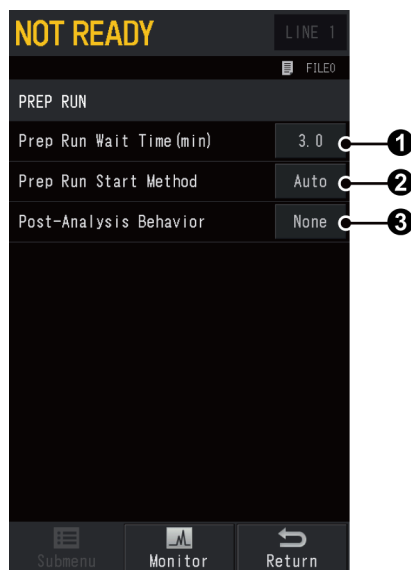 NOT READY LINE 1
FILE0
PREP RUN
Prep Run Wait Time(min) 3.0 1
Prep Run Start Method Auto 2
Post-Analysis Behavior None 3
Submenu Monitor Return